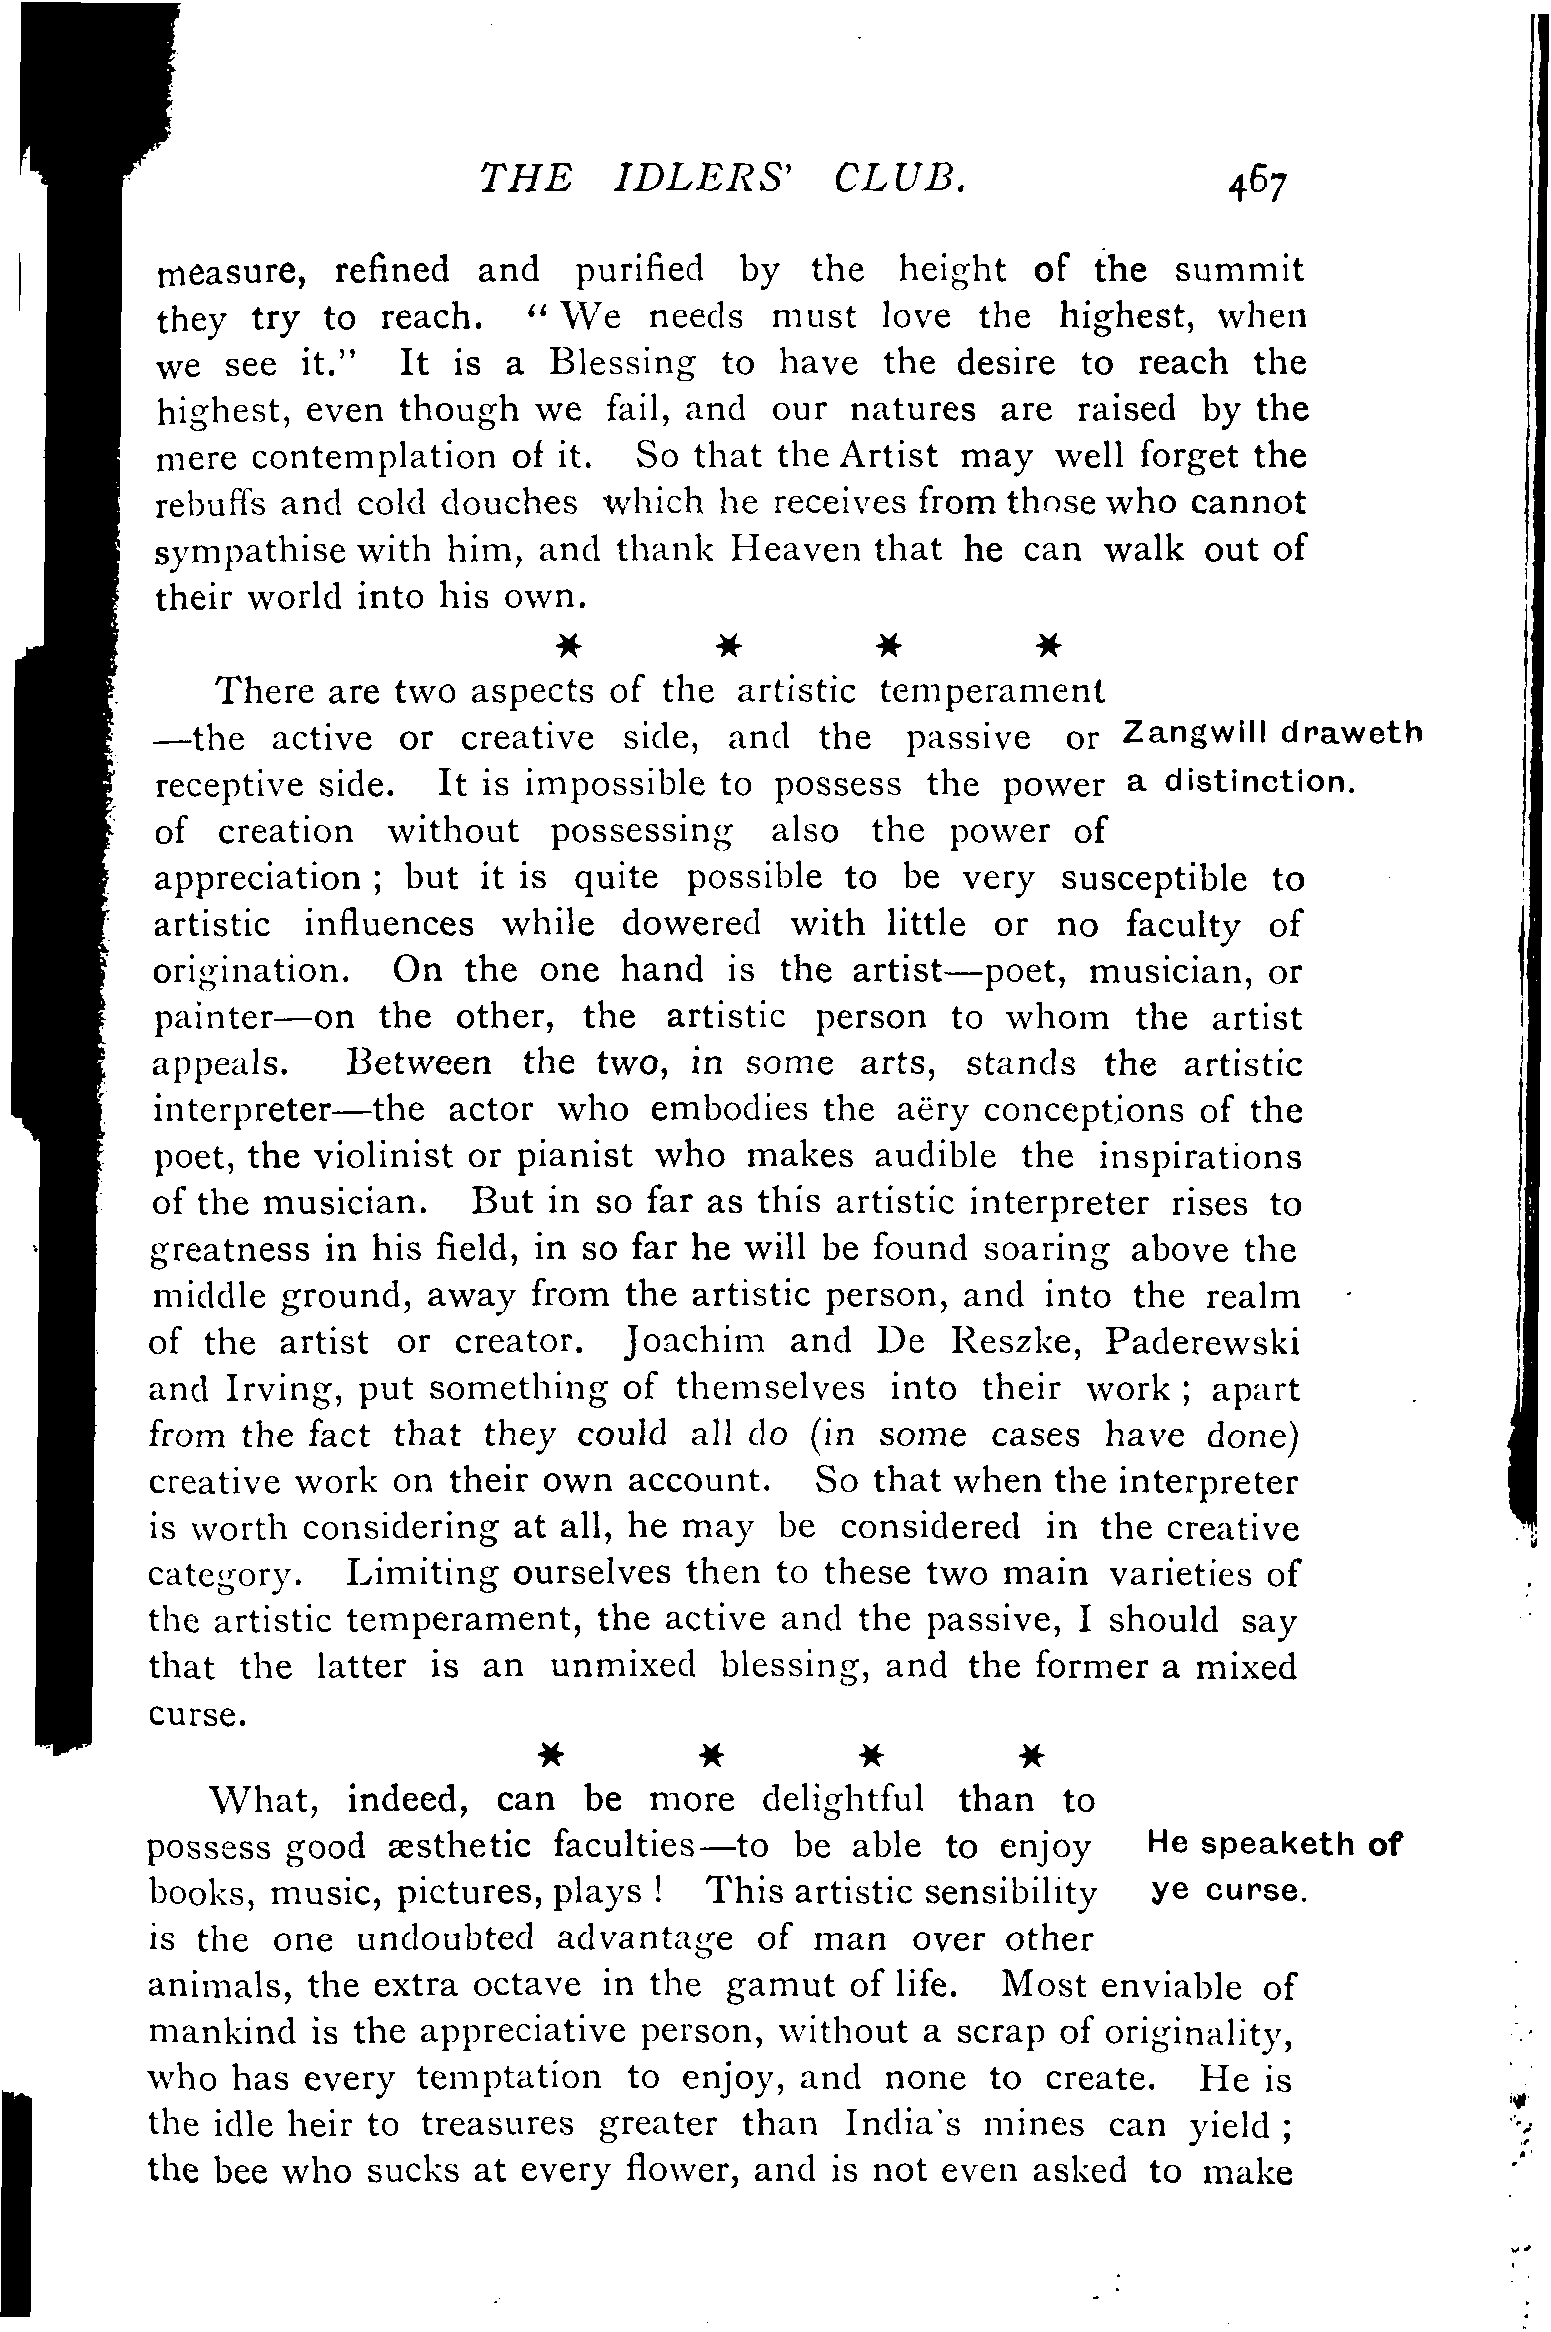 THE IDLERS' CLUB. 467
measure, refined and purified by the height of the summit
they try to reach. “We needs must love the highest, when
we see it.” It is a Blessing to have the desire to reach the
highest, even though we fail, and our natures are raised by the
mere contemplation of it. So that the Artist may well forget the
rebuffs and cold douches which he receives from those who cannot
sympathise with him, and thank Heaven that he can walk out of
their world into his own.
* * * *
There are two aspects of the artistic temperament
—the active or creative side, and the passive or
receptive side. It is impossible to possess the power
of creation without possessing also the power of
Zangwill draweth
a distinction.
appreciation ; but it is quite possible to be very susceptible to
artistic influences while dowered with little or no faculty of
origination. On the one hand is the artist—poet, musician, or
painter—on the other, the artistic person to whom the artist
appeals. Between the two, in some arts, stands the artistic
interpreter—the actor who embodies the aëry conceptions of the
poet, the violinist or pianist who makes audible the inspirations
of the musician. But in so far as this artistic interpreter rises to
greatness in his field, in so far he will be found soaring above the
middle ground, away from the artistic person, and into the realm
of the artist or creator. Joachim and De Reszke, Paderewski
and Irving, put something of themselves into their work ; apart
from the fact that they could all do (in some cases have done)
creative work on their own account. So that when the interpreter
is worth considering at all, he may be considered in the creative
category. Limiting ourselves then to these two main varieties of
the artistic temperament, the active and the passive, I should say
that the latter is an unmixed blessing, and the former a mixed
curse.
* * * *
What, indeed, can be more delightful than to
possess good æsthetic faculties—to be able to enjoy
books, music, pictures, plays ! This artistic sensibility
is the one undoubted advantage of man over other
He speaketh of
ye curse.
animals, the extra octave in the gamut of life. Most enviable of
mankind is the appreciative person, without a scrap of originality,
who has every temptation to enjoy, and none to create. He is
the idle heir to treasures greater than India's mines can yield ;
the bee who sucks at every flower, and is not even asked to make